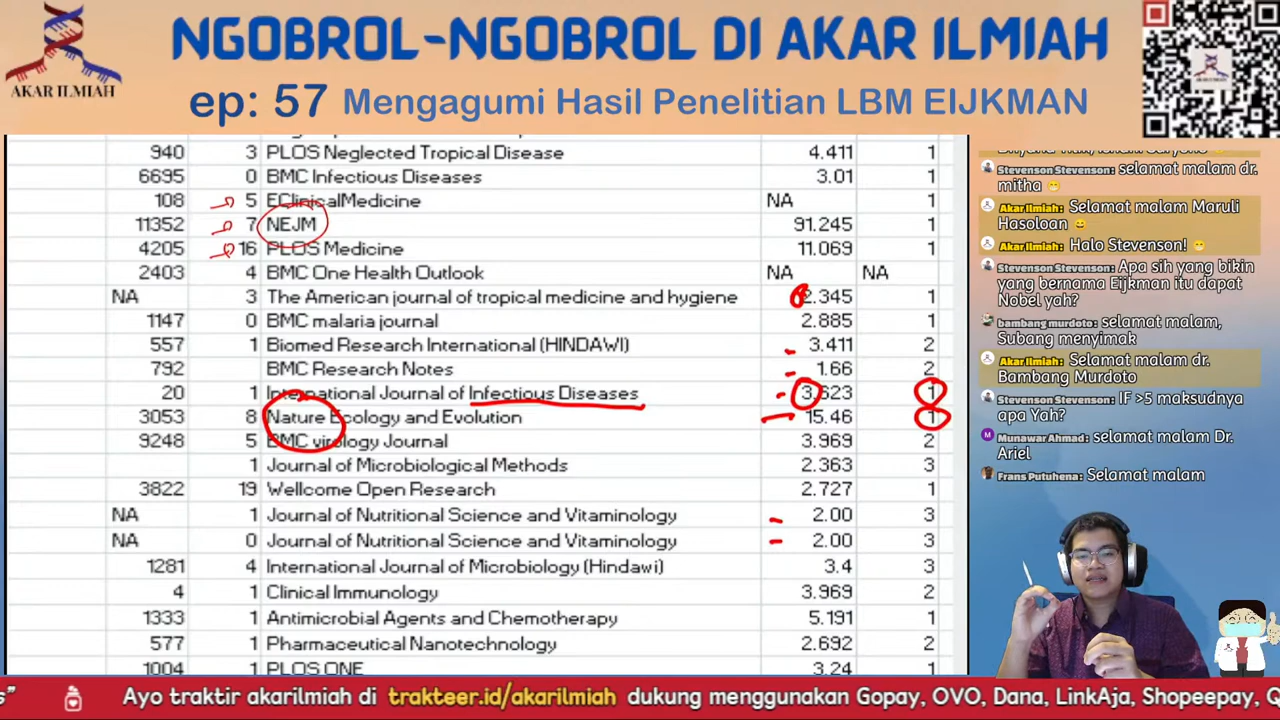 NGOBROL-NGOBROL DI AKAR ILMIAH
AKAR ILMIAH
ep: 57 Mengagumi Hasil Penelitian LBM EIJKMAN
940 3 PLOS Neglected Tropical Disease 4.411 1
6695 0 BMC Infectious Diseases 3.01 1
108 5 EClinicalMedicine NA
11352 7 NEJM 91.245 1
4205 16 PLOS Medicine 11.069 1
2403 4 BMC One Health Outlook NA NA
NA 3 The American journal of tropical medicine and hygiene 2.345 1
1147 0 BMC malaria journal 2.885 1
557 1 Biomed Research International (HINDAWI) 3.411 2
792 BMC Research Notes 1.66 2
20 1 International Journal of Infectious Diseases 3.623 1
3053 8 Nature Ecology and Evolution 15.46 1
9248 5 BMC virology Journal 3.969 2
1 Journal of Microbiological Methods 2.363 3
3822 19 Wellcome Open Research 2.727 1
NA 1 Journal of Nutritional Science and Vitaminology 2.00 3
NA 0 Journal of Nutritional Science and Vitaminology 2.00 3
1281 4 International Journal of Microbiology (Hindawi) 3.4 3
4 1 Clinical Immunology 3.969 2
1333 1 Antimicrobial Agents and Chemotherapy 5.191 1
577 1 Pharmaceutical Nanotechnology 2.692 2
1004 1 PLOS ONE 3.24 1
Stevenson Stevenson: selamat malam dr.
mitha
Akar Ilmiah: Selamat malam Maruli
Hasoloan
Akar Ilmiah: Halo Stevenson!
Stevenson Stevenson: Apa sih yang bikin
yang bernama Eijkman itu dapat
Nobel yah?
bambang murdoto: selamat malam,
Subang menyimak
Akar Ilmiah: Selamat malam dr.
Bambang Murdoto
Stevenson Stevenson: IF >5 maksudnya
apa Yah?
M Munawar Ahmad: selamat malam Dr.
Ariel
Frans Putuhena: Selamat malam
s" Ayo traktir akarilmiah di trakteer.id/akarilmiah dukung menggunakan Gopay, OVO, Dana, LinkAja, Shopeepay, Q